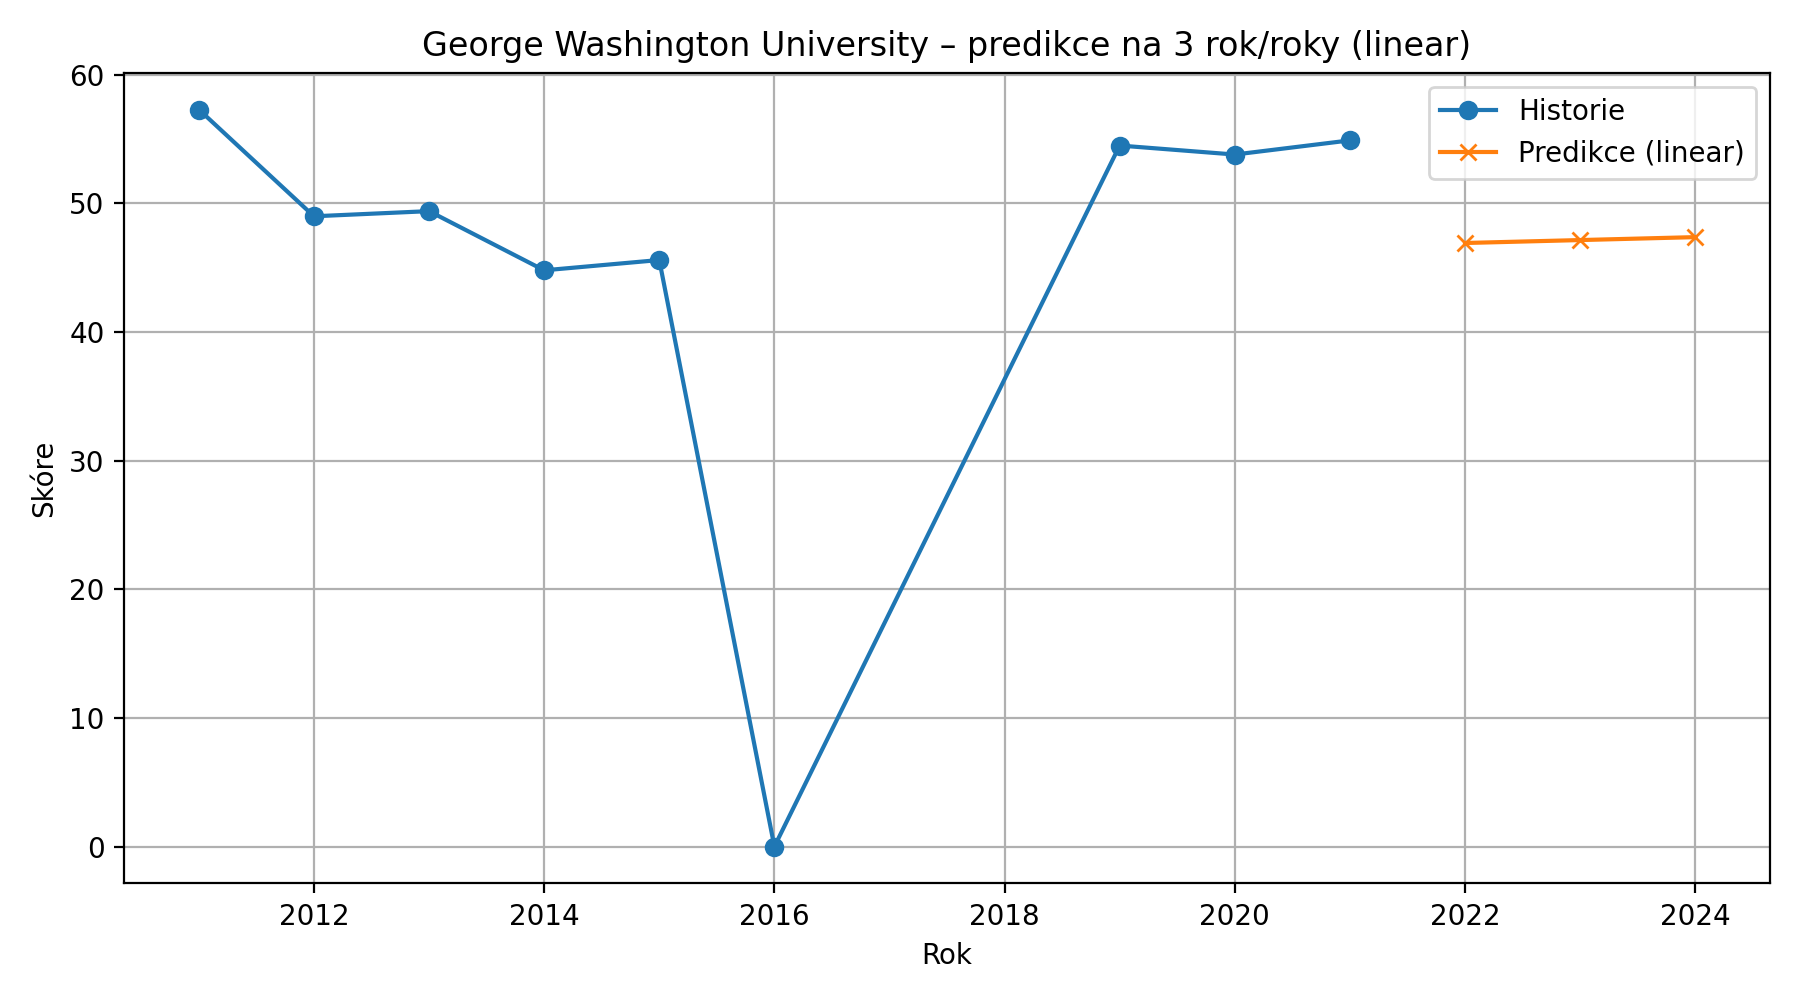 George Washington University – predikce na 3 rok/roky (linear)
Historie
Predikce (linear)
60
50
40
30
20
10
0
Skóre
2012 2014 2016 2018 2020 2022 2024
Rok